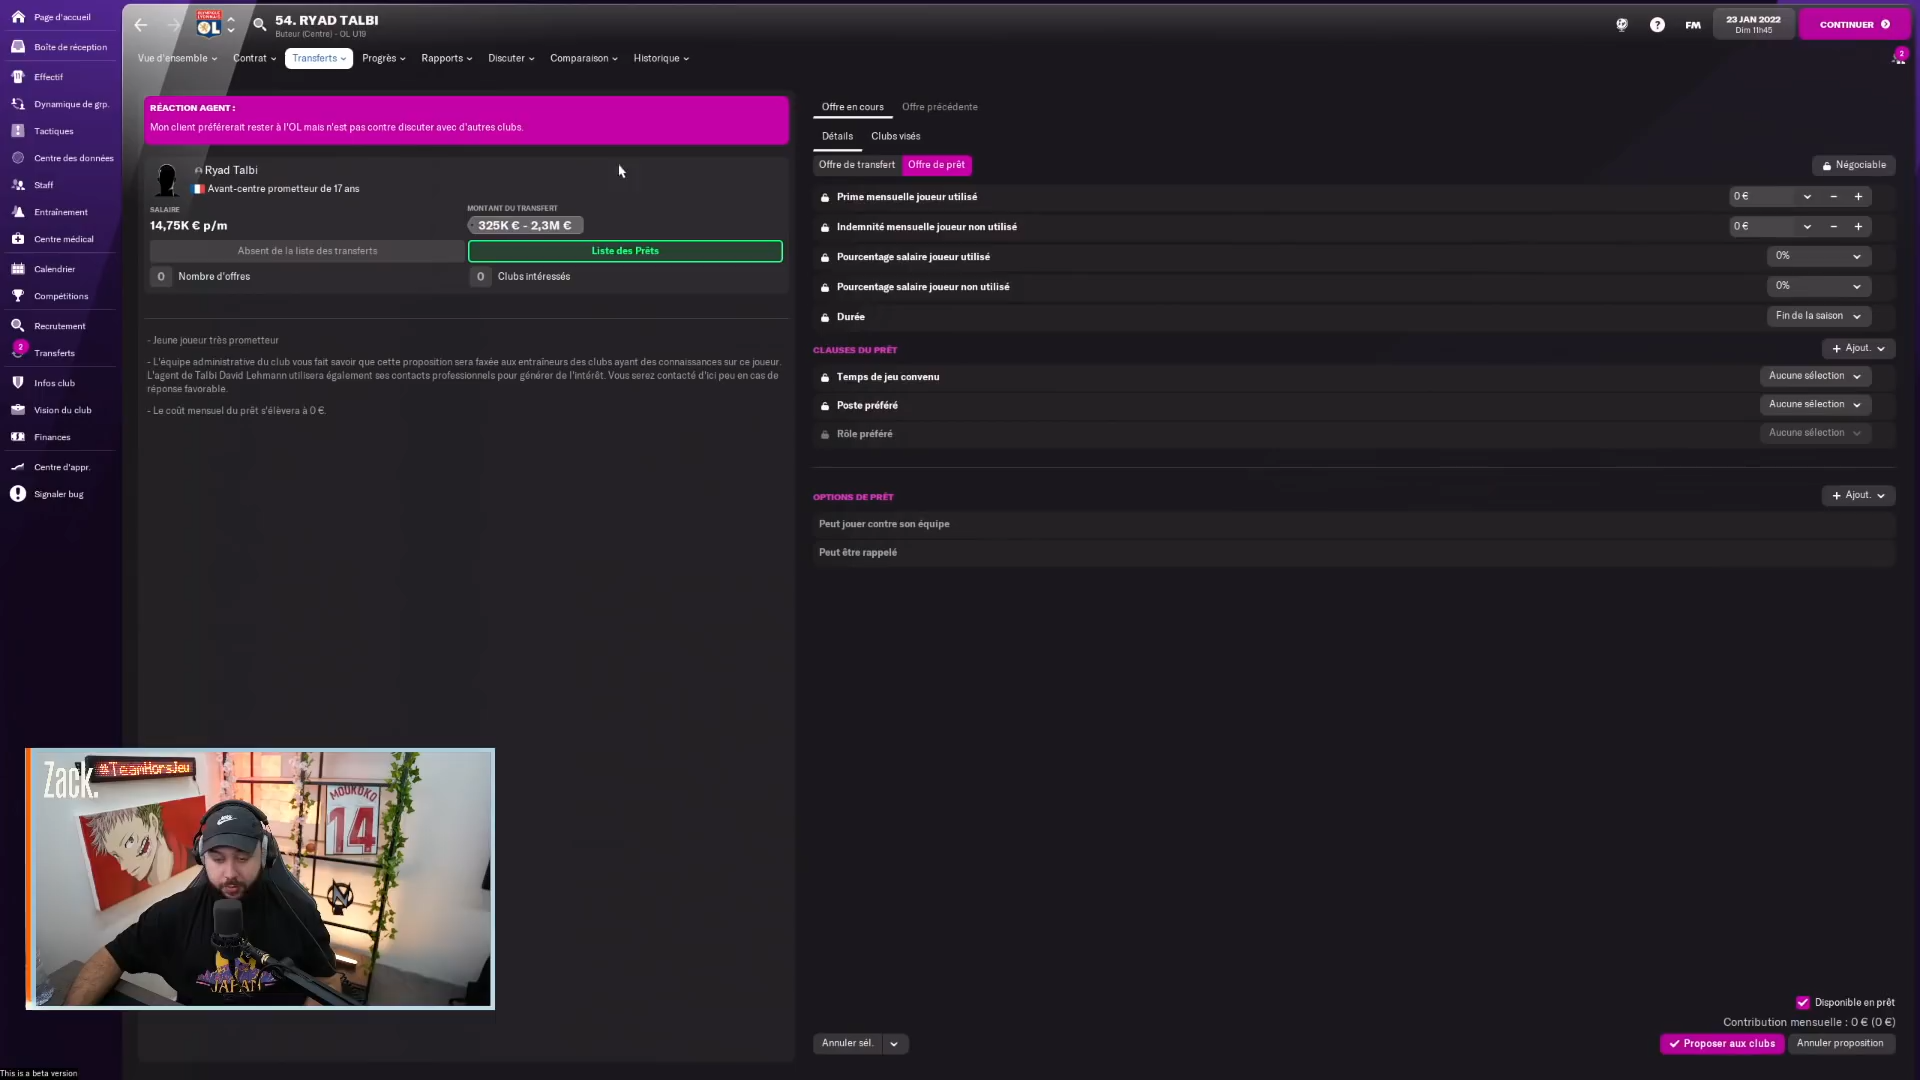 Page d'accueil
Boîte de réception
Effectif
Dynamique de grp.
Tactiques
Centre des données
Staff
Entraînement
Centre médical
Calendrier
Compétitions
Recrutement
2
Transferts
Infos club
Vision du club
Finances
Centre d'appr.
Signaler bug
OL
54. RYAD TALBI
Buteur (Centre) - OL U19
FM
23 JAN 2022
Dim 11h45
CONTINUER
Vue d'ensemble
Contrat
Transferts
Progrès
Rapports
Discuter
Comparaison
Historique
2
RÉACTION AGENT :
Mon client préférerait rester à l'OL mais n'est pas contre discuter avec d'autres clubs.
Ryad Talbi
Avant-centre prometteur de 17 ans
SALAIRE
14,75K € p/m
MONTANT DU TRANSFERT
325K € - 2,3M €
Absent de la liste des transferts
Liste des Prêts
0 Nombre d'offres
0 Clubs intéressés
- Jeune joueur très prometteur
- L'équipe administrative du club vous fait savoir que cette proposition sera faxée aux entraîneurs des clubs ayant des connaissances sur ce joueur.
L'agent de Talbi David Lehmann utilisera également ses contacts professionnels pour générer de l'intérêt. Vous serez contacté d'ici peu en cas de
réponse favorable.
- Le coût mensuel du prêt s'élèvera à 0 €.
Offre en cours
Offre précédente
Détails
Clubs visés
Offre de transfert
Offre de prêt
Négociable
Prime mensuelle joueur utilisé
0 €
Indemnité mensuelle joueur non utilisé
0 €
Pourcentage salaire joueur utilisé
0%
Pourcentage salaire joueur non utilisé
0%
Durée
Fin de la saison
CLAUSES DU PRÊT
+ Ajout.
Temps de jeu convenu
Aucune sélection
Poste préféré
Aucune sélection
Rôle préféré
Aucune sélection
OPTIONS DE PRÊT
+ Ajout.
Peut jouer contre son équipe
Peut être rappelé
Zack.
#TeamHorsJeu
MOUKOKO
14
JAPAN
Disponible en prêt
Contribution mensuelle : 0 € (0 €)
Annuler sél.
Proposer aux clubs
Annuler proposition
This is a beta version